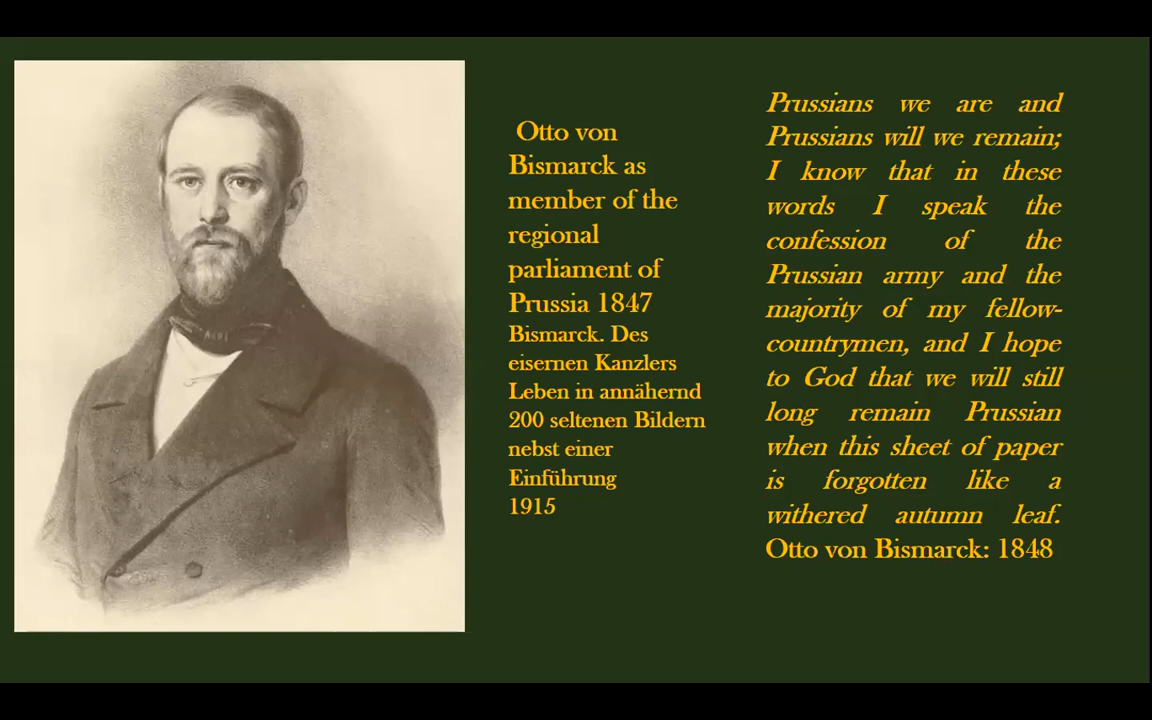 Otto von
Bismarck as
member of the
regional
parliament of
Prussia 1847
Bismarck. Des
eisernen Kanzlers
Leben in annähernd
200 seltenen Bildern
nebst einer
Einführung
1915
Prussians we are and
Prussians will we remain;
I know that in these
words I speak the
confession of the
Prussian army and the
majority of my fellow-
countrymen, and I hope
to God that we will still
long remain Prussian
when this sheet of paper
is forgotten like a
withered autumn leaf.
Otto von Bismarck: 1848